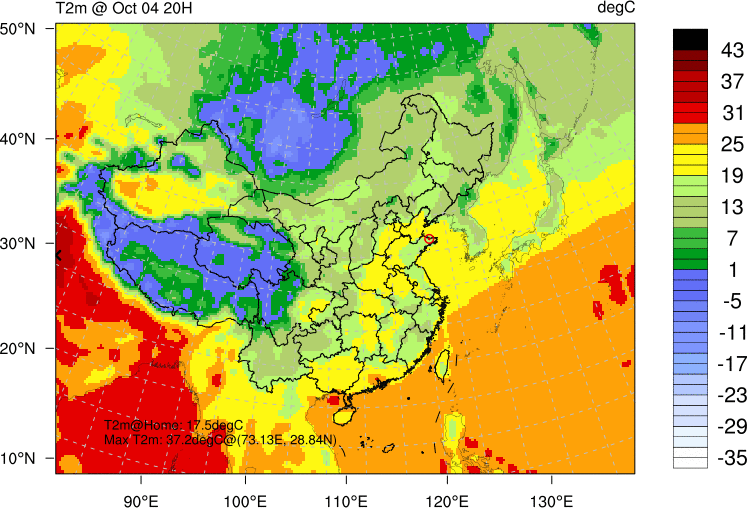 T2m @ Oct 04 20H
degC
50°N
40°N
30°N
20°N
10°N
90°E
100°E
110°E
120°E
130°E
T2m@Home: 17.5degC
Max T2m: 37.2degC@(73.13E, 28.84N)
43
37
31
25
19
13
7
1
-5
-11
-17
-23
-29
-35